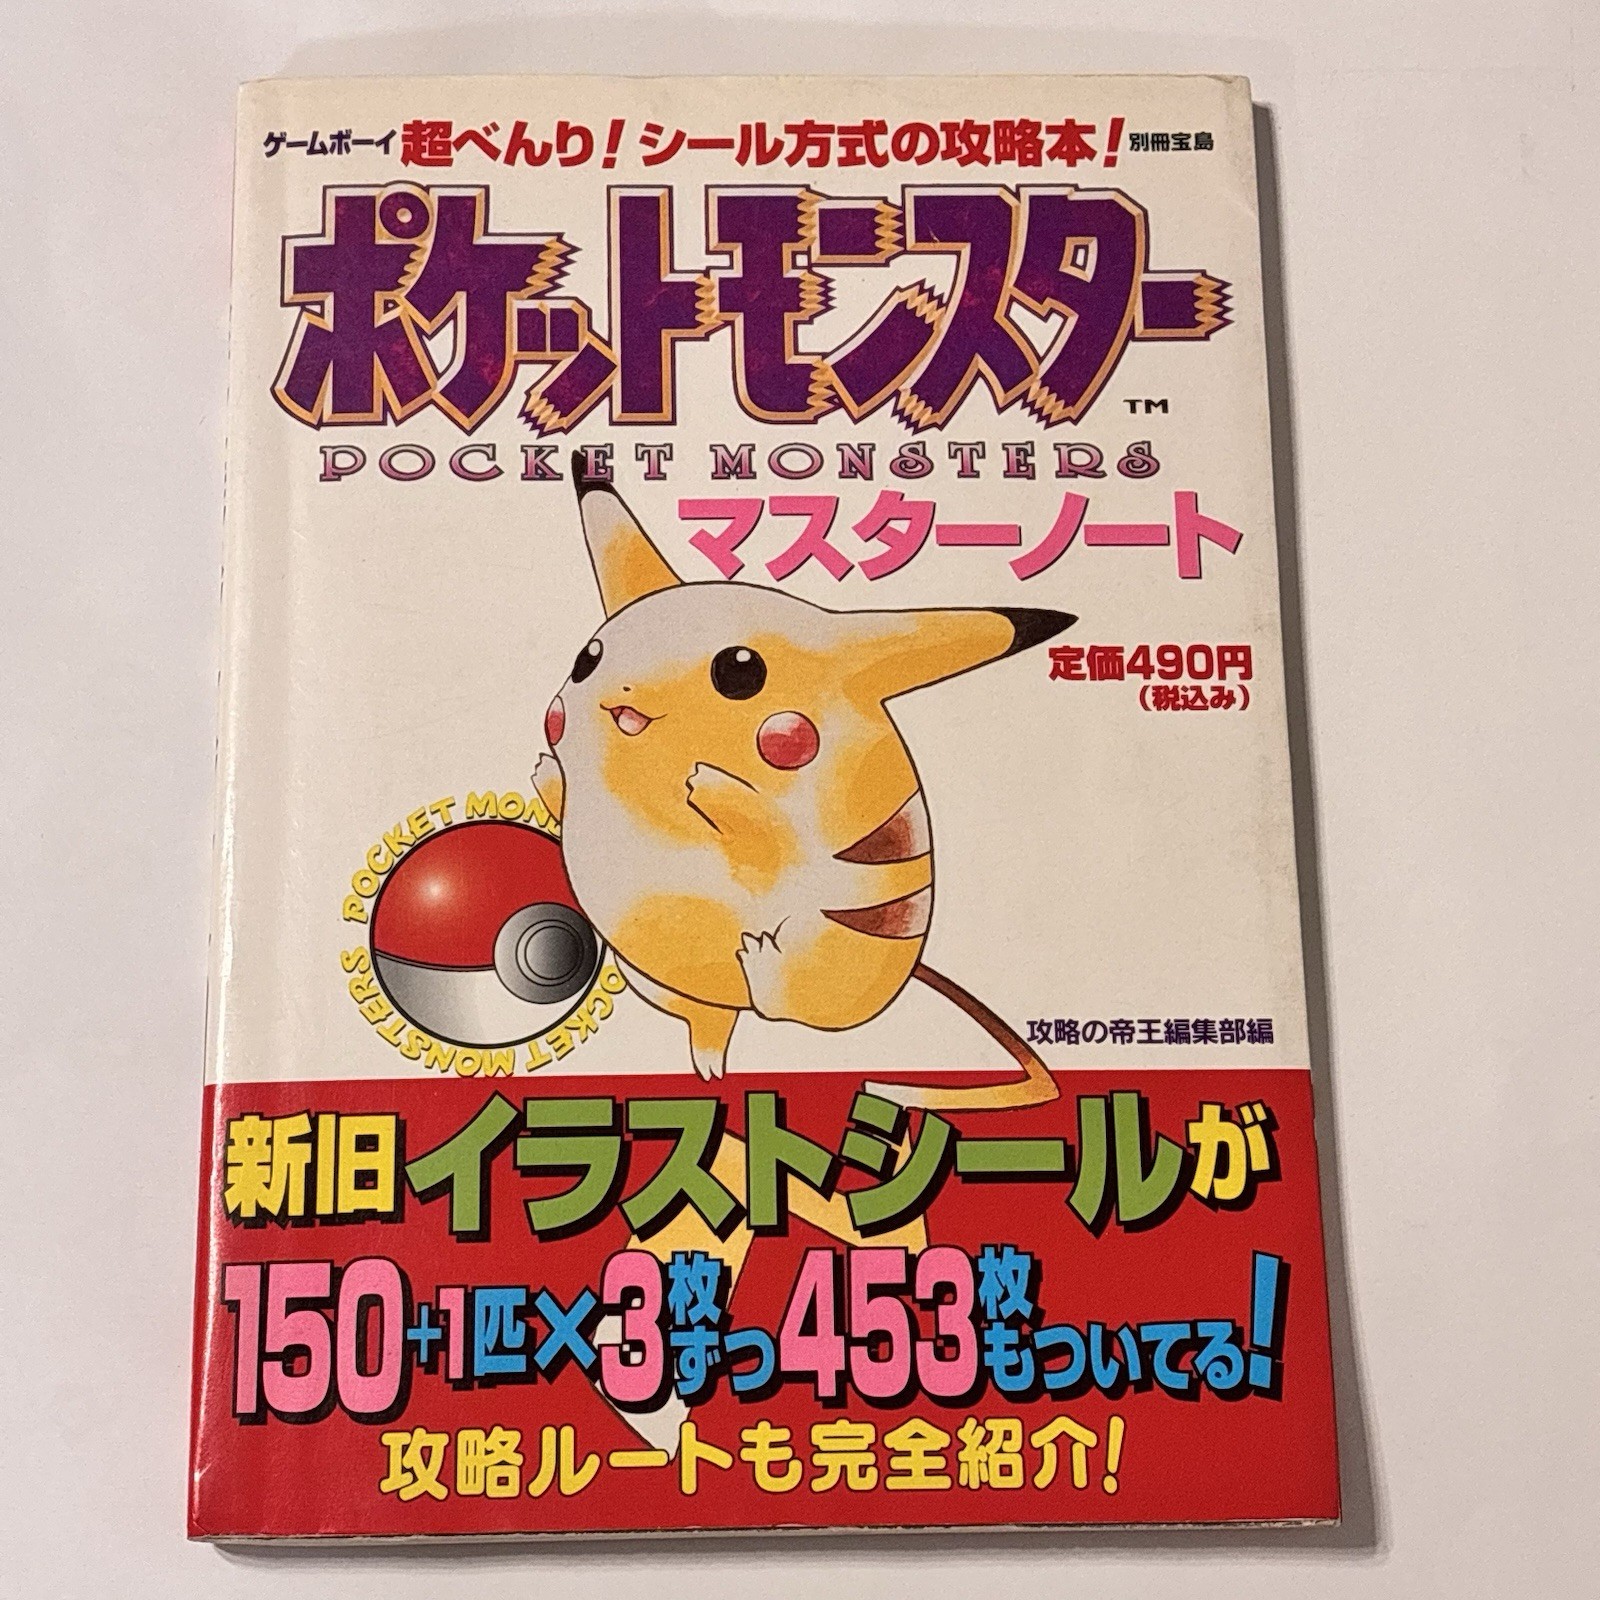 ゲームボーイ 超べんり！シール方式の攻略本！ 別冊宝島
ポケットモンスター TM
POCKET MONSTERS
マスターノート
定価490円
（税込み）
POCKET MONSTERS POCKET MON
攻略の帝王編集部編
新旧イラストシールが
150+1匹×3枚ずつ453枚もついてる！
攻略ルートも完全紹介！